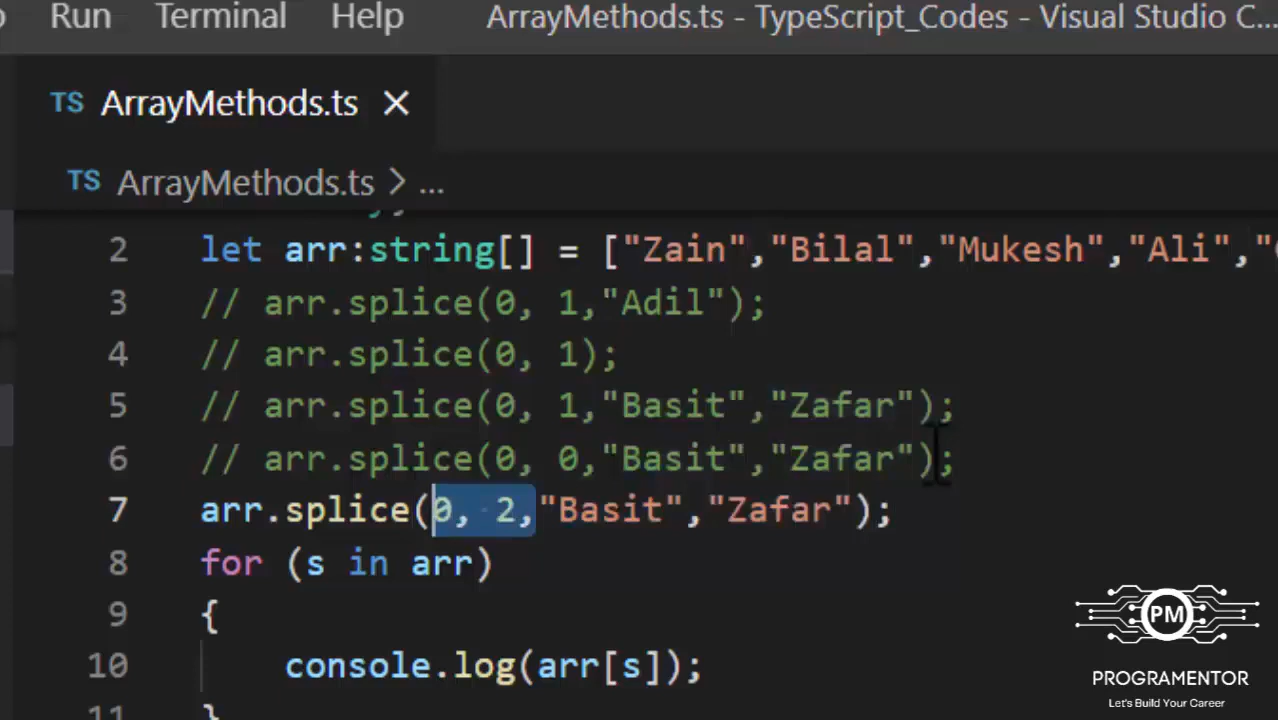 Run Terminal Help ArrayMethods.ts - TypeScript_Codes - Visual Studio C...
TS ArrayMethods.ts ×
TS ArrayMethods.ts > ...
2 let arr:string[] = ["Zain","Bilal","Mukesh","Ali","
3 // arr.splice(0, 1,"Adil");
4 // arr.splice(0, 1);
5 // arr.splice(0, 1,"Basit","Zafar");
6 // arr.splice(0, 0,"Basit","Zafar");
7 arr.splice(0, 2,"Basit","Zafar");
8 for (s in arr)
9 {
10 console.log(arr[s]);
11 }
PM
PROGRAMENTOR
Let's Build Your Career